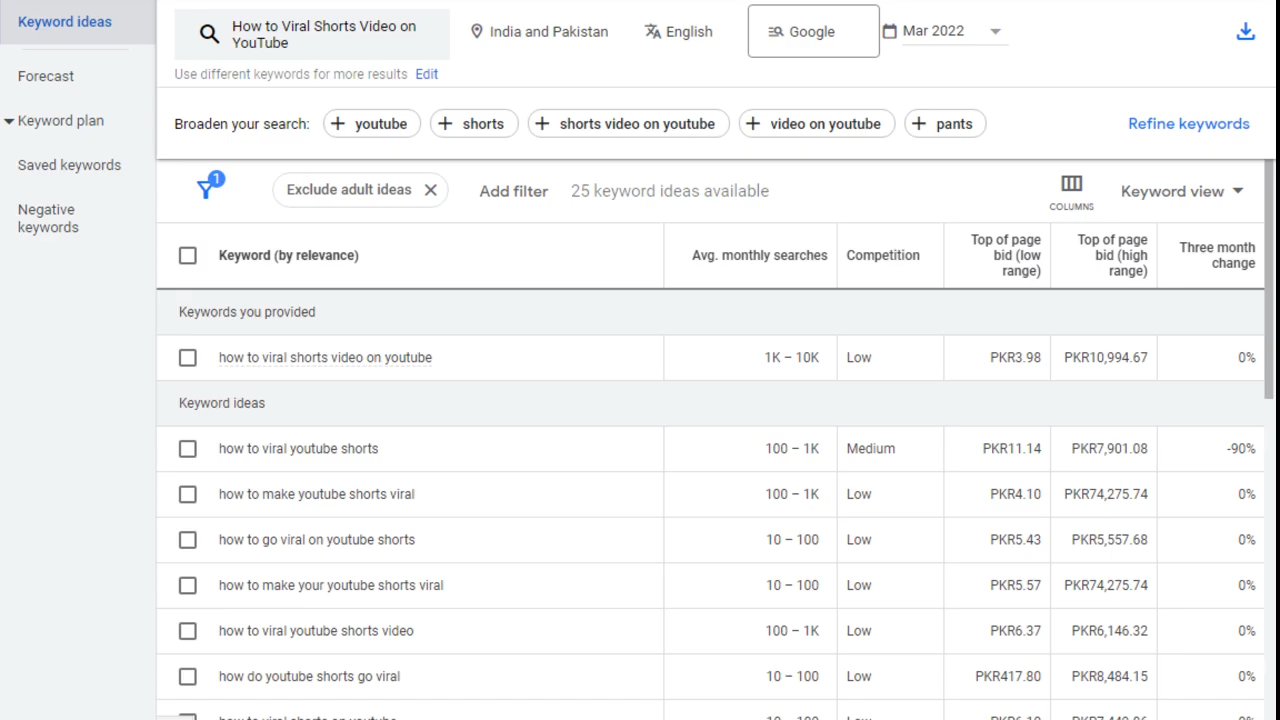 Keyword ideas
Forecast
Keyword plan
Saved keywords
Negative
keywords
How to Viral Shorts Video on
YouTube
India and Pakistan
English
Google
Mar 2022
Use different keywords for more results Edit
Broaden your search: youtube shorts shorts video on youtube video on youtube pants Refine keywords
1
Exclude adult ideas
Add filter
25 keyword ideas available
COLUMNS
Keyword view
Keyword (by relevance)
Avg. monthly searches
Competition
Top of page
bid (low
range)
Top of page
bid (high
range)
Three month
change
Keywords you provided
how to viral shorts video on youtube 1K – 10K Low PKR3.98 PKR10,994.67 0%
Keyword ideas
how to viral youtube shorts 100 – 1K Medium PKR11.14 PKR7,901.08 -90%
how to make youtube shorts viral 100 – 1K Low PKR4.10 PKR74,275.74 0%
how to go viral on youtube shorts 10 – 100 Low PKR5.43 PKR5,557.68 0%
how to make your youtube shorts viral 10 – 100 Low PKR5.57 PKR74,275.74 0%
how to viral youtube shorts video 100 – 1K Low PKR6.37 PKR6,146.32 0%
how do youtube shorts go viral 10 – 100 Low PKR417.80 PKR8,484.15 0%
how to viral shorts on youtube 10 – 100 Low 0%